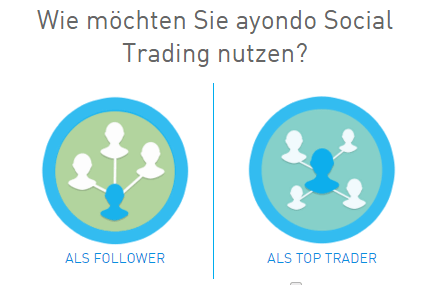 Wie möchten Sie ayondo Social
Trading nutzen?
ALS FOLLOWER
ALS TOP TRADER